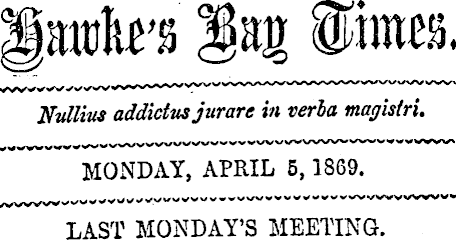 Hawke's Bay Times.
Nullius addictus jurare in verba magistri.
MONDAY, APRIL 5, 1869.
LAST MONDAY'S MEETING.